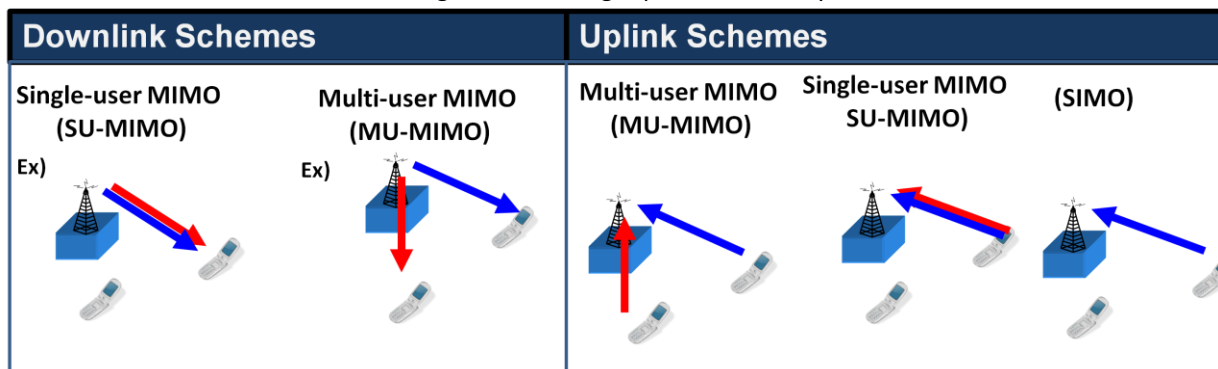 Downlink Schemes
Uplink Schemes
Single-user MIMO
(SU-MIMO)
Ex)
Multi-user MIMO
(MU-MIMO)
Ex)
Multi-user MIMO
(MU-MIMO)
Single-user MIMO
SU-MIMO)
(SIMO)